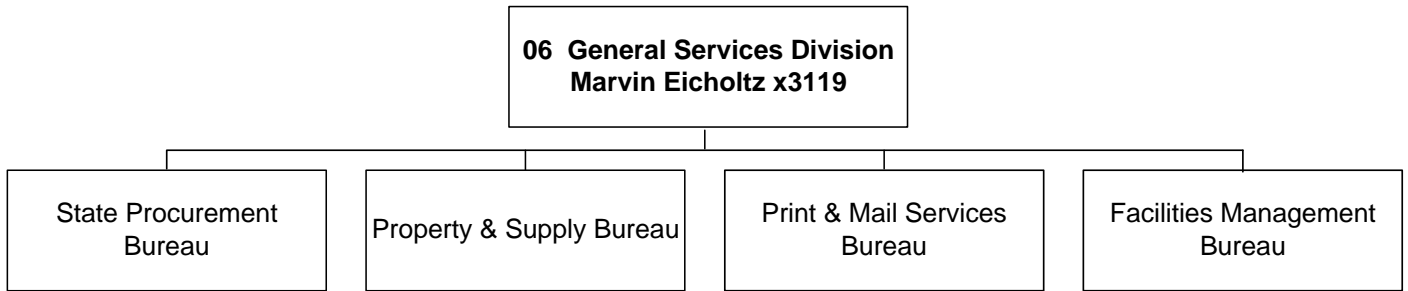 06 General Services Division
Marvin Eicholtz x3119
State Procurement
Bureau
Property & Supply Bureau
Print & Mail Services
Bureau
Facilities Management
Bureau